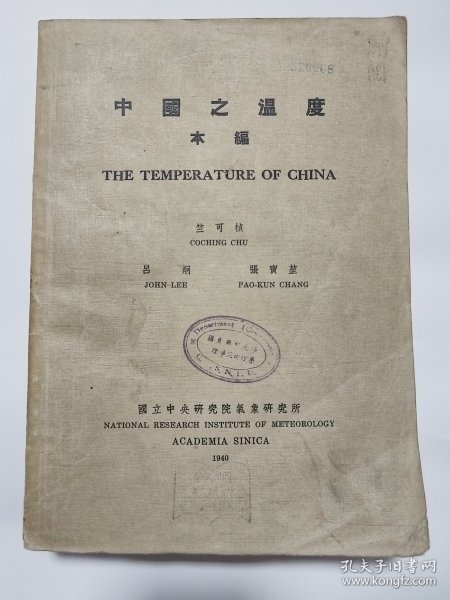 中國之温度
本編
THE TEMPERATURE OF CHINA
竺可楨
COCHING CHU
呂炯 張寶堃
JOHN LEE PAO-KUN CHANG
Department
國立中央研究院氣象研究所
NATIONAL RESEARCH INSTITUTE OF METEOROLOGY
ACADEMIA SINICA
1940
孔夫子旧书网
www.kongfz.com